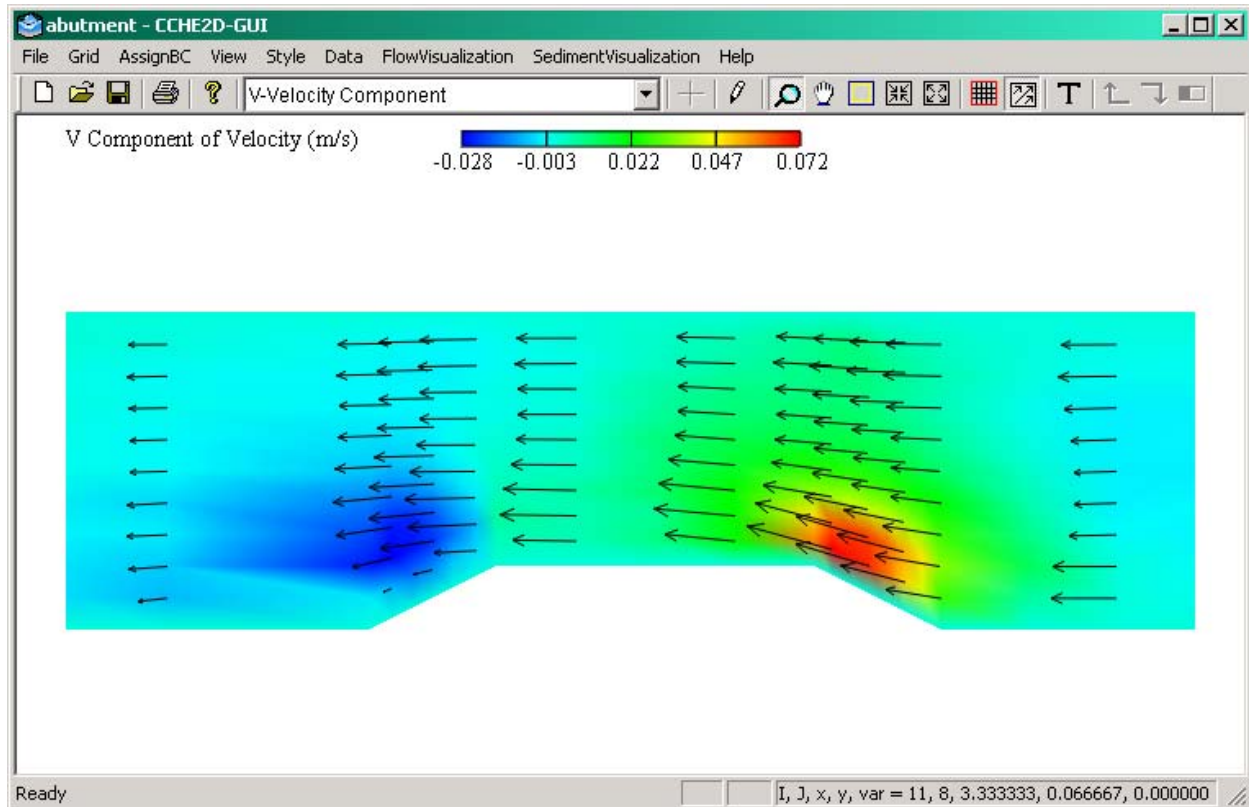 abutment - CCHE2D-GUI
File Grid AssignBC View Style Data FlowVisualization SedimentVisualization Help
V-Velocity Component
T
V Component of Velocity (m/s)
-0.028 -0.003 0.022 0.047 0.072
Ready
I, J, x, y, var = 11, 8, 3.333333, 0.066667, 0.000000